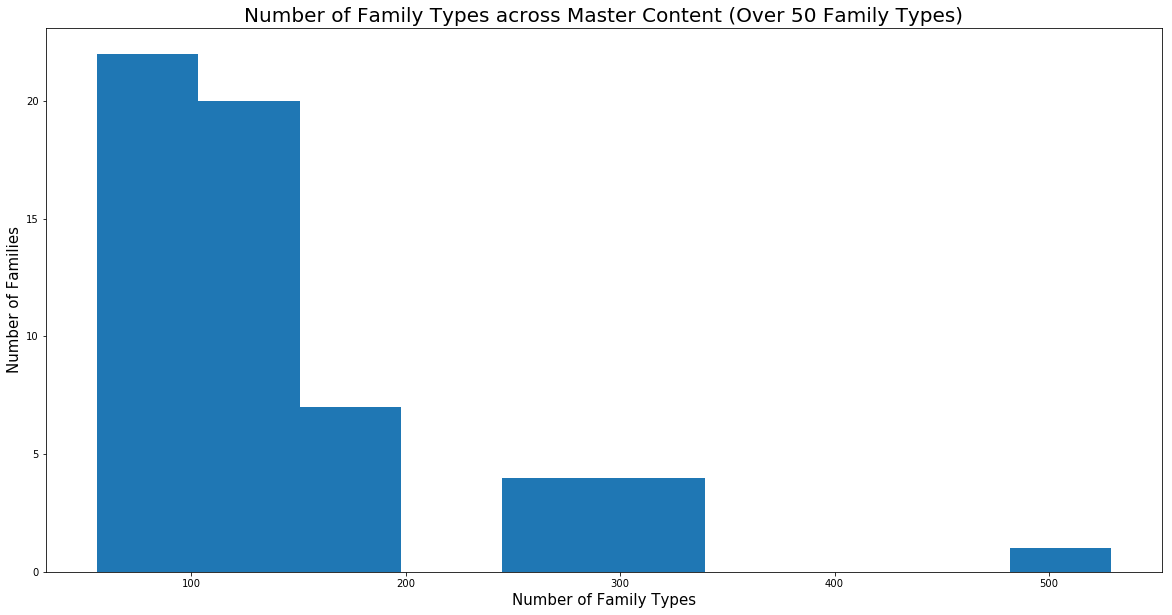 Number of Family Types across Master Content (Over 50 Family Types)
Number of Families
20
15
10
5
0
100 200 300 400 500
Number of Family Types